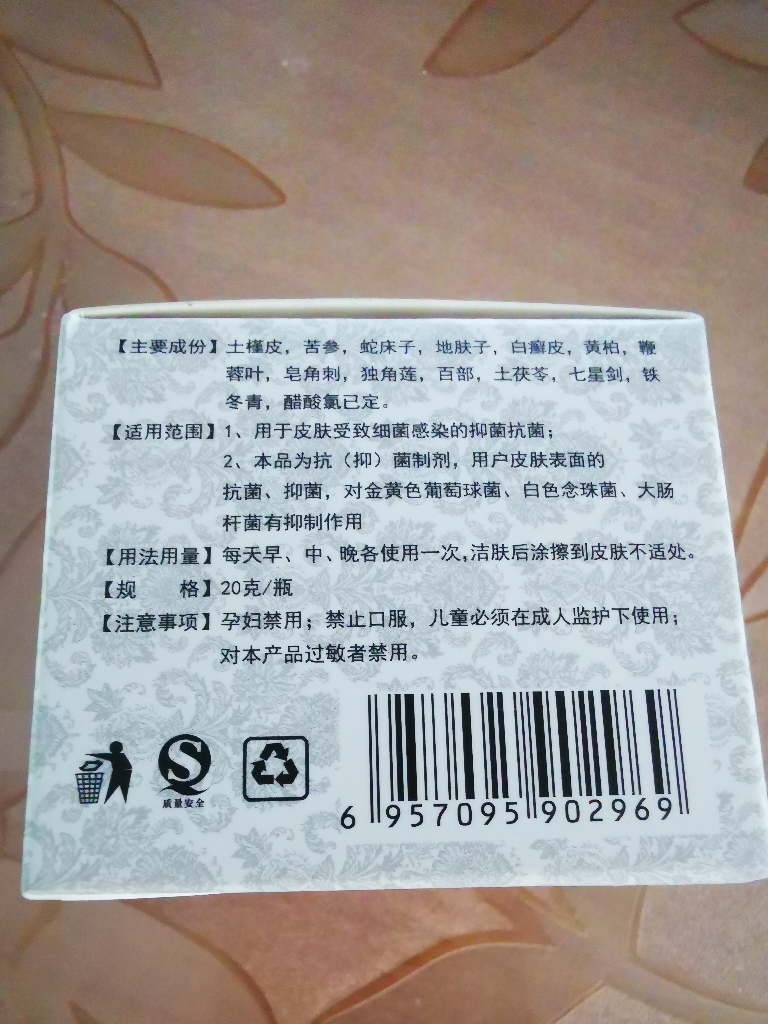 【主要成份】土槿皮，苦参，蛇床子，地肤子，白癣皮，黄柏，鞭
蓉叶，皂角刺，独角莲，百部，土茯苓，七星剑，铁
冬青，醋酸氯已定。
【适用范围】1、用于皮肤受致细菌感染的抑菌抗菌；
2、本品为抗（抑）菌制剂，用户皮肤表面的
抗菌、抑菌，对金黄色葡萄球菌、白色念珠菌、大肠
杆菌有抑制作用
【用法用量】每天早、中、晚各使用一次,洁肤后涂擦到皮肤不适处。
【规 格】20克/瓶
【注意事项】孕妇禁用；禁止口服，儿童必须在成人监护下使用；
对本产品过敏者禁用。
质量安全
6 957095 902969